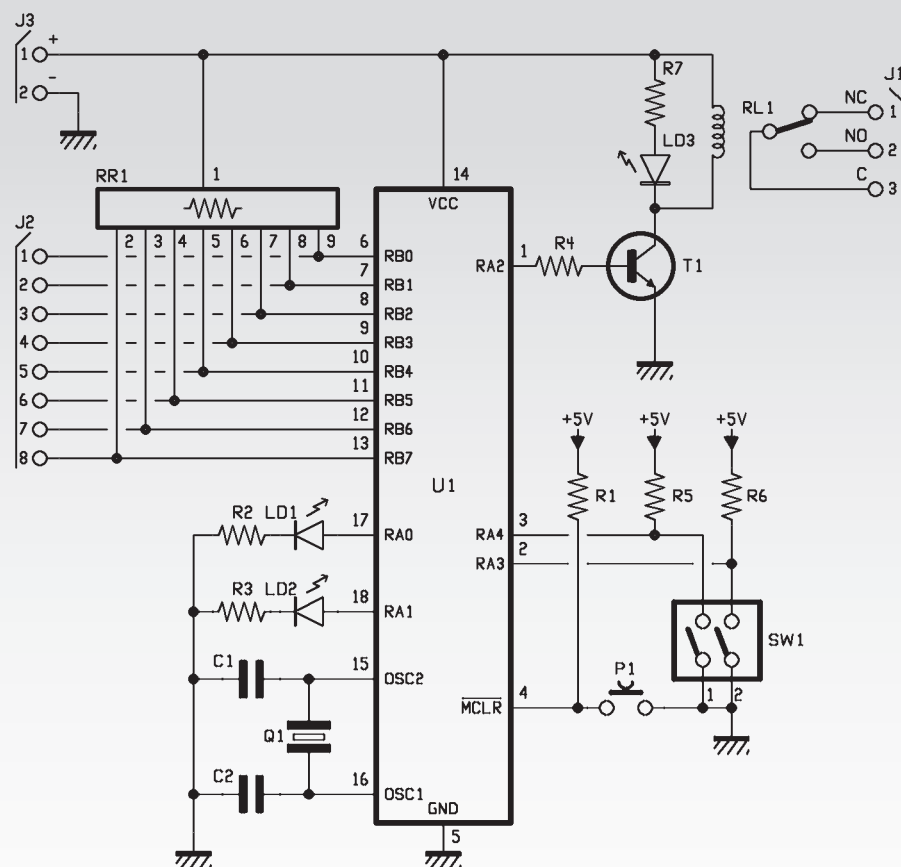 J3
1 +
2 -
R7
J1
RL1
NC 1
NO 2
C 3
LD3
RR1 1
14
VCC
J2
2 3 4 5 6 7 8 9
1 6 RB0
2 7 RB1
3 8 RB2
4 9 RB3
5 10 RB4
6 11 RB5
7 12 RB6
8 13 RB7
RA2 1 R4 T1
+5V +5V +5V
U1
R1 R5 R6
R2 LD1 17 RA0
RA4 3
RA3 2
R3 LD2 18 RA1
SW1
C1 15 OSC2
P1
1 2
MCLR 4
Q1
C2 16 OSC1
GND
5